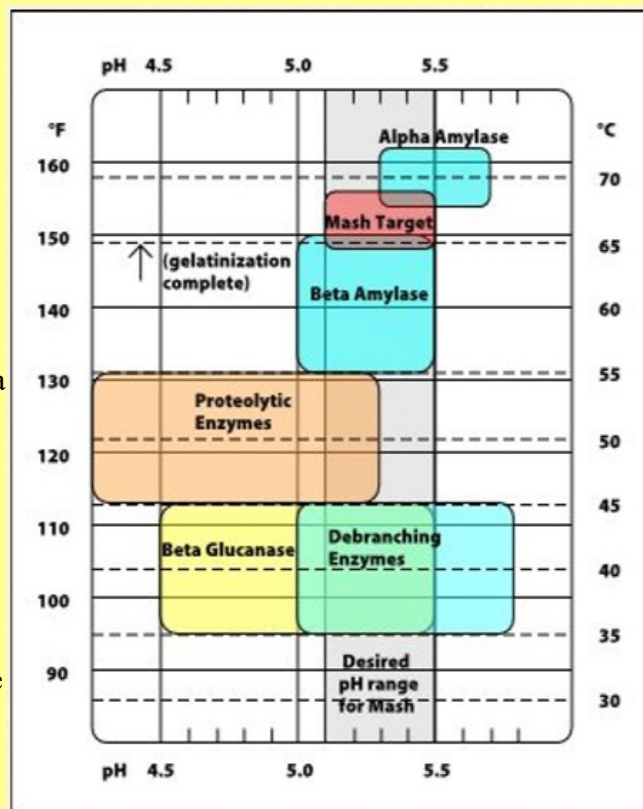 pH 4.5 5.0 5.5
°F °C
Alpha Amylase
160
70
Mash Target
150
65
(gelatinization
complete)
Beta Amylase
140
60
a
130
55
Proteolytic
Enzymes
120
50
110
45
Debranching
Enzymes
Beta Glucanase
40
100
35
Desired
pH range
for Mash
90
e
30
pH 4.5 5.0 5.5